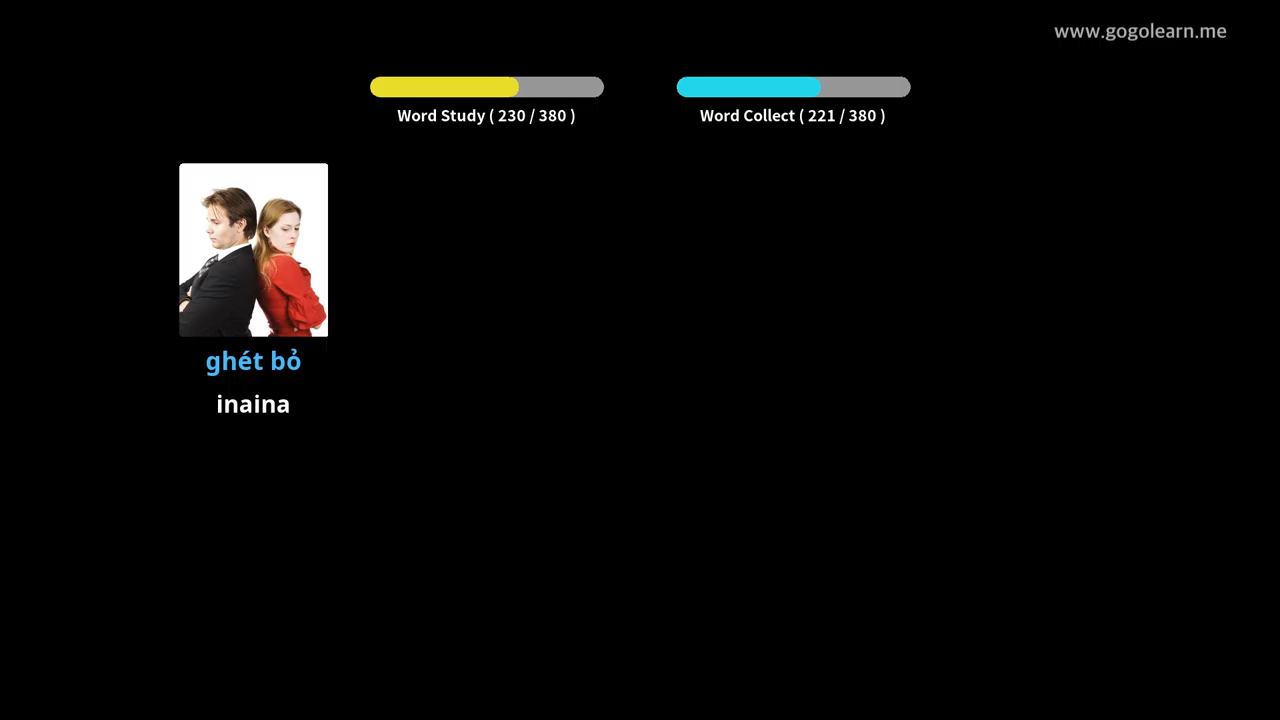 www.gogolearn.me
Word Study ( 230 / 380 )
Word Collect ( 221 / 380 )
ghét bỏ
inaina